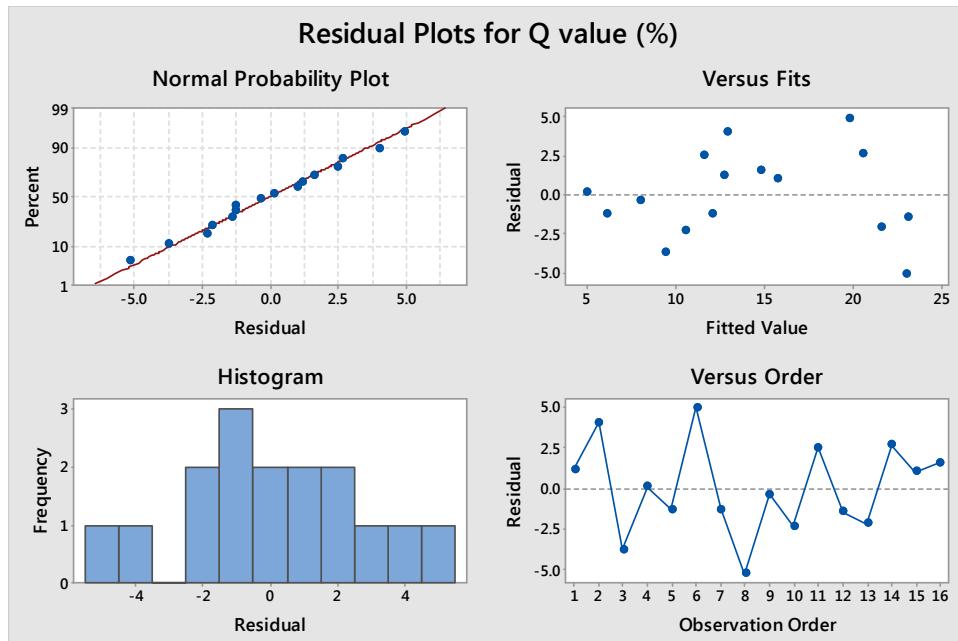 Residual Plots for Q value (%)
Normal Probability Plot
99
90
50
10
1
Percent
-5.0 -2.5 0.0 2.5 5.0
Residual
Versus Fits
5.0
2.5
0.0
-2.5
-5.0
Residual
5 10 15 20 25
Fitted Value
Histogram
3
2
1
0
Frequency
-4 -2 0 2 4
Residual
Versus Order
5.0
2.5
0.0
-2.5
-5.0
Residual
1 2 3 4 5 6 7 8 9 10 11 12 13 14 15 16
Observation Order